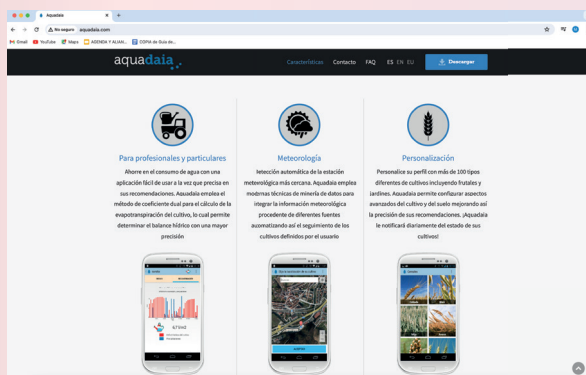 Aquadaia
No seguro aquadaia.com
Gmail YouTube Maps AGENDA Y ALIAN... COPIA de Guía de...
aquadaia
Características Contacto FAQ ES EN EU Descargar
Para profesionales y particulares
Ahorre en el consumo de agua con una
aplicación fácil de usar a la vez que precisa en
sus recomendaciones. Aquadaia emplea el
método de coeficiente dual para el cálculo de la
evapotranspiración del cultivo, lo cual permite
determinar el balance hídrico con una mayor
precisión
Meteorología
Detección automática de la estación
meteorológica más cercana. Aquadaia emplea
modernas técnicas de minería de datos para
integrar la información meteorológica
procedente de diferentes fuentes
automatizando así el seguimiento de los
cultivos definidos por el usuario
Personalización
Personalice su perfil con más de 100 tipos
diferentes de cultivos incluyendo frutales y
jardines. Aquadaia permite configurar aspectos
avanzados del cultivo y del suelo mejorando así
la precisión de sus recomendaciones. ¡Aquadaia
le notificará diariamente del estado de sus
cultivos!